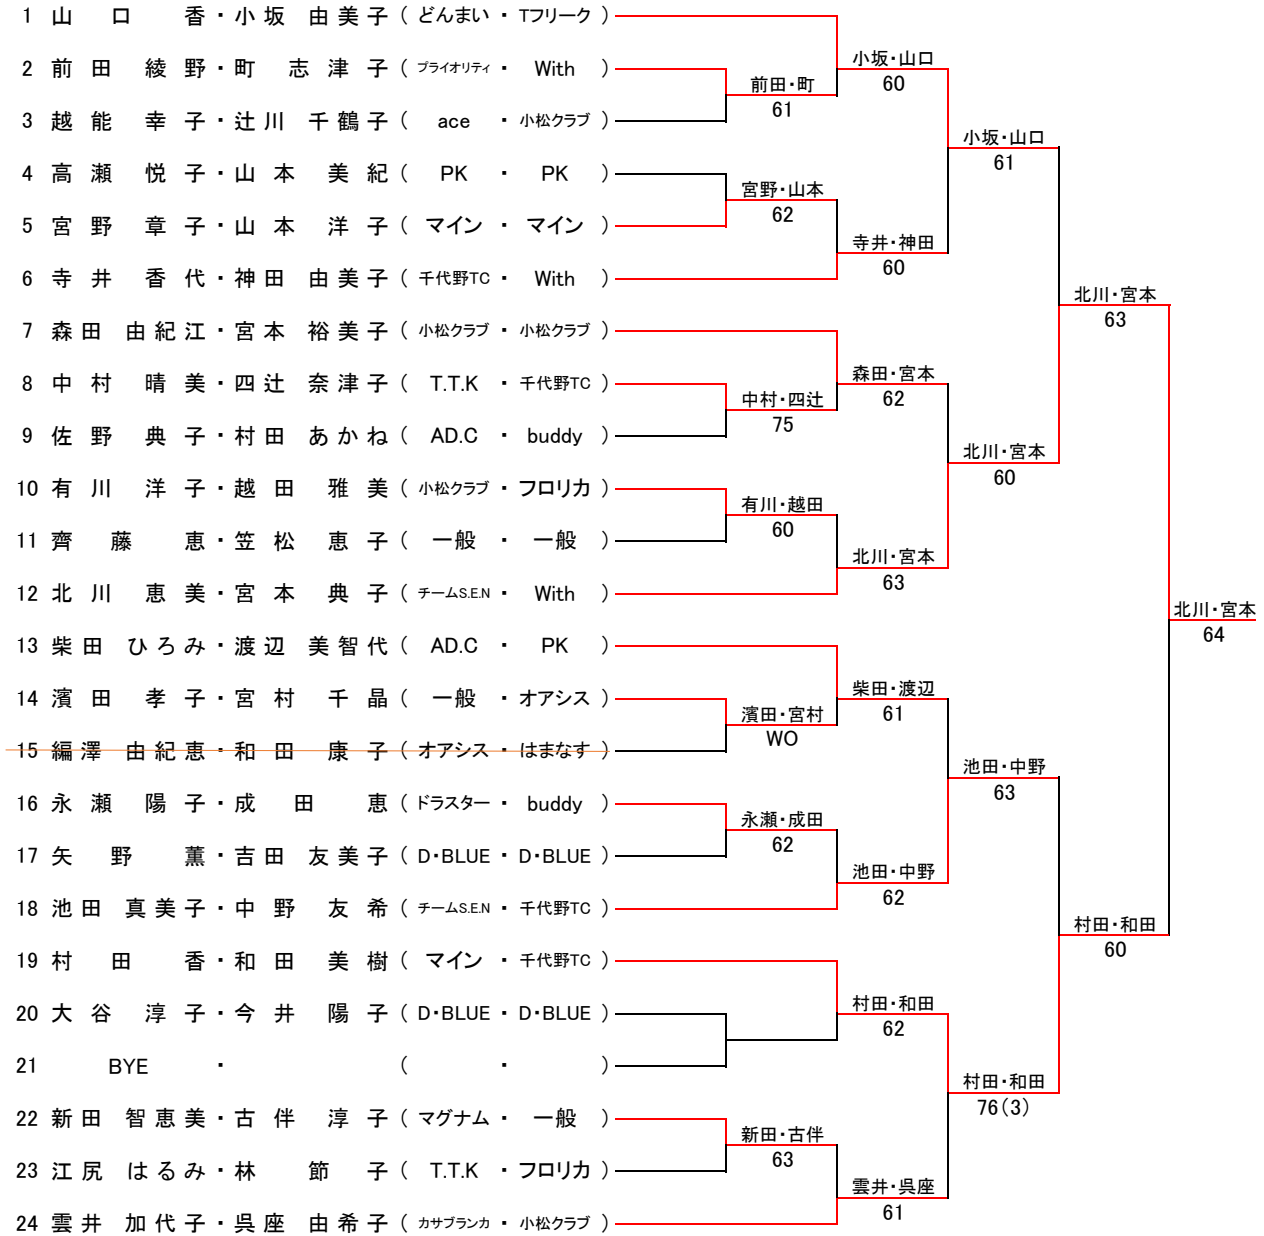 1 山口 香・小坂 由美子 ( どんまい ・ Tフリーク )
2 前田 綾野・町 志津子 ( プライオリティ ・ With )
3 越能 幸子・辻川 千鶴子 ( ace ・ 小松クラブ )
4 高瀬 悦子・山本 美紀 ( PK ・ PK )
5 宮野 章子・山本 洋子 ( マイン ・ マイン )
6 寺井 香代・神田 由美子 ( 千代野TC ・ With )
7 森田 由紀江・宮本 裕美子 ( 小松クラブ ・ 小松クラブ )
8 中村 晴美・四辻 奈津子 ( T.T.K ・ 千代野TC )
9 佐野 典子・村田 あかね ( AD.C ・ buddy )
10 有川 洋子・越田 雅美 ( 小松クラブ ・ フロリカ )
11 齊藤 恵・笠松 恵子 ( 一般 ・ 一般 )
12 北川 恵美・宮本 典子 ( チームS.E.N ・ With )
13 柴田 ひろみ・渡辺 美智代 ( AD.C ・ PK )
14 濱田 孝子・宮村 千晶 ( 一般 ・ オアシス )
15 編澤 由紀恵・和田 康子 ( オアシス ・ はまなす )
16 永瀬 陽子・成田 恵 ( ドラスター ・ buddy )
17 矢野 薫・吉田 友美子 ( D・BLUE ・ D・BLUE )
18 池田 真美子・中野 友希 ( チームS.E.N ・ 千代野TC )
19 村田 香・和田 美樹 ( マイン ・ 千代野TC )
20 大谷 淳子・今井 陽子 ( D・BLUE ・ D・BLUE )
21 BYE ・ ( ・ )
22 新田 智恵美・古伴 淳子 ( マグナム ・ 一般 )
23 江尻 はるみ・林 節子 ( T.T.K ・ フロリカ )
24 雲井 加代子・呉座 由希子 ( カサブランカ ・ 小松クラブ )
前田・町
61
宮野・山本
62
中村・四辻
75
有川・越田
60
濱田・宮村
WO
永瀬・成田
62
新田・古伴
63
小坂・山口
60
寺井・神田
60
森田・宮本
62
北川・宮本
63
柴田・渡辺
61
池田・中野
62
村田・和田
62
雲井・呉座
61
小坂・山口
61
北川・宮本
60
池田・中野
63
村田・和田
76(3)
北川・宮本
63
村田・和田
60
北川・宮本
64